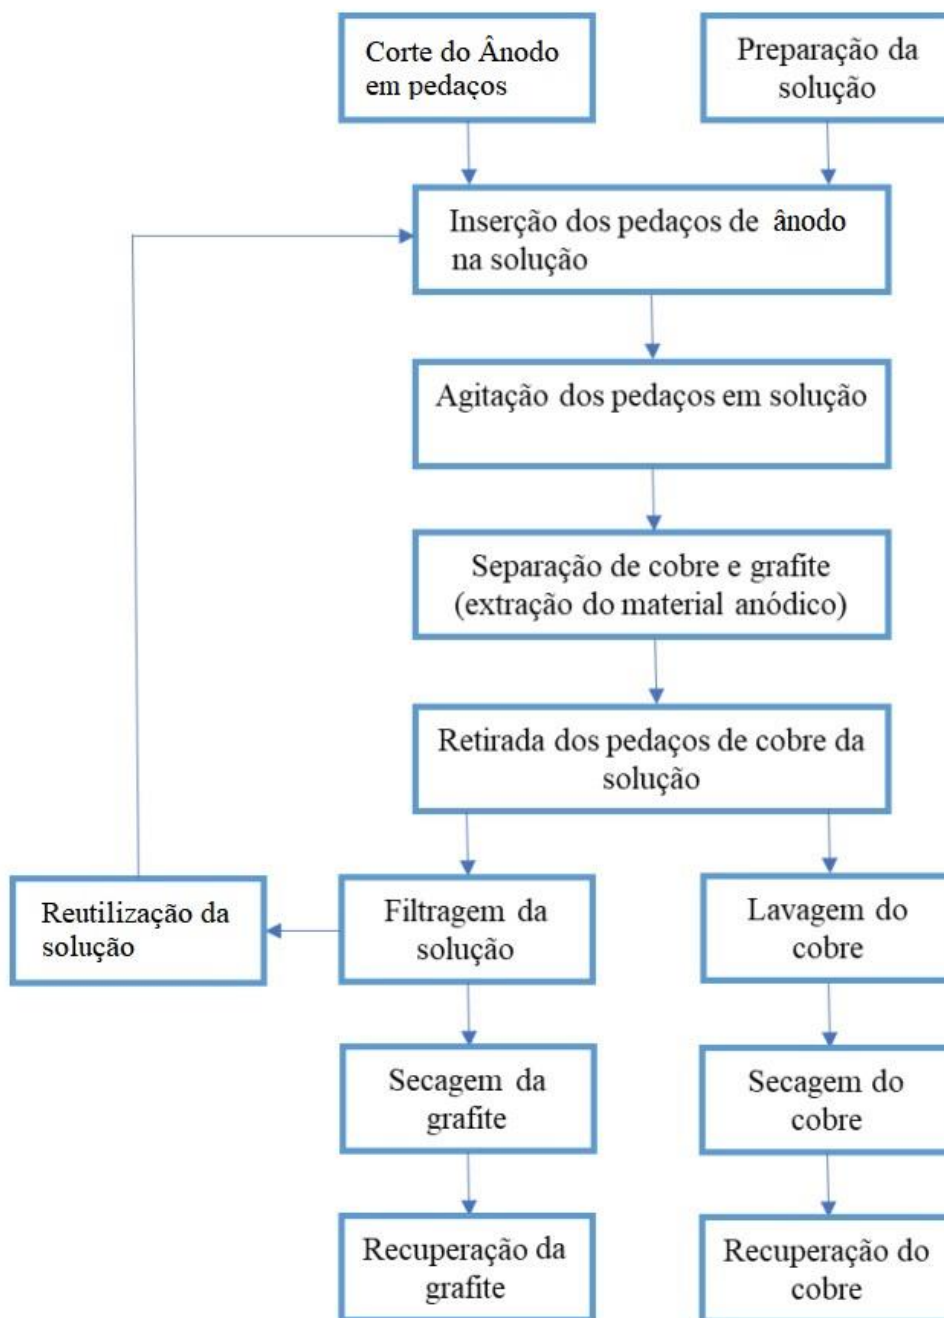 Corte do Ânodo
em pedaços
Preparação da
solução
Inserção dos pedaços de ânodo
na solução
Agitação dos pedaços em solução
Separação de cobre e grafite
(extração do material anódico)
Retirada dos pedaços de cobre da
solução
Reutilização da
solução
Filtragem da
solução
Lavagem do
cobre
Secagem da
grafite
Secagem do
cobre
Recuperação da
grafite
Recuperação do
cobre